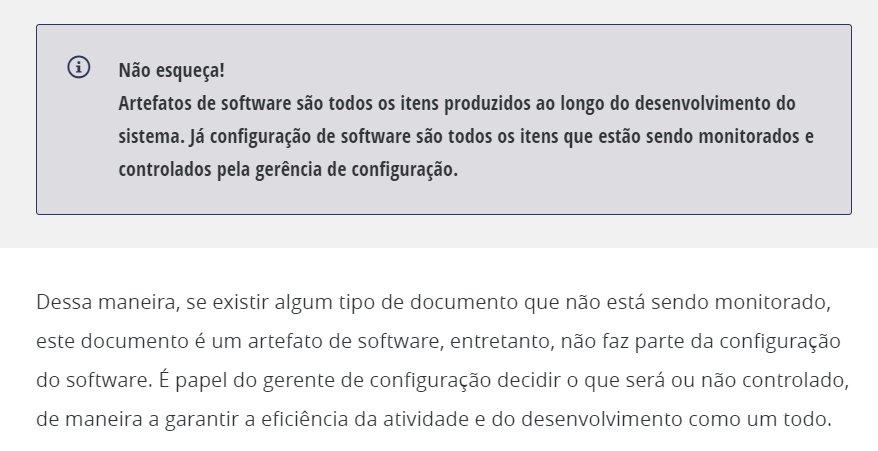 Não esqueça!
Artefatos de software são todos os itens produzidos ao longo do desenvolvimento do
sistema. Já configuração de software são todos os itens que estão sendo monitorados e
controlados pela gerência de configuração.
Dessa maneira, se existir algum tipo de documento que não está sendo monitorado,
este documento é um artefato de software, entretanto, não faz parte da configuração
do software. É papel do gerente de configuração decidir o que será ou não controlado,
de maneira a garantir a eficiência da atividade e do desenvolvimento como um todo.